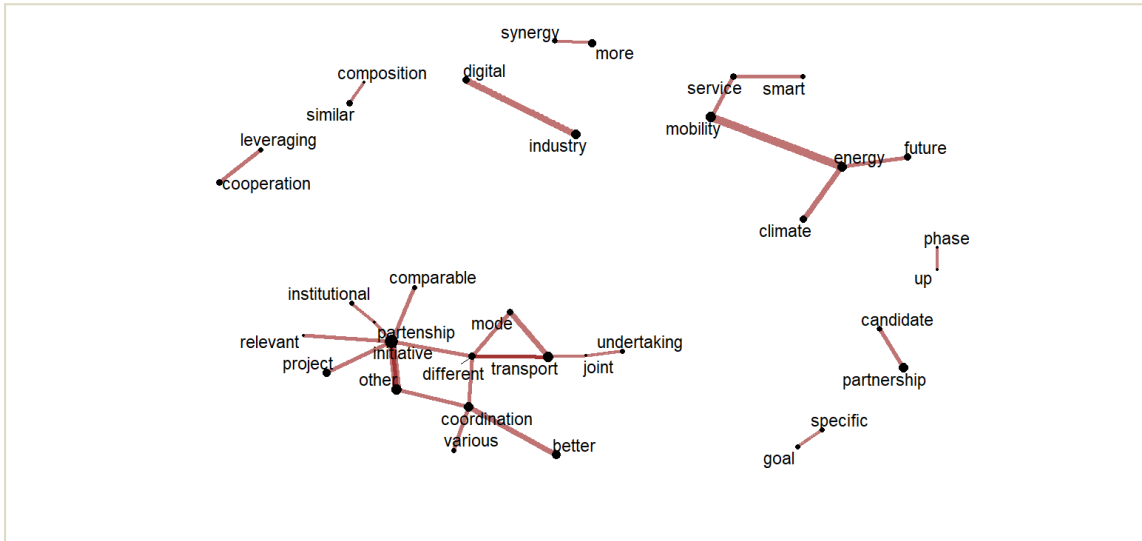 synergy
more
digital
composition
service
smart
similar
mobility
leveraging
industry
energy
future
cooperation
climate
phase
up
comparable
institutional
candidate
mode
partenship
relevant
undertaking
initiative
project
different
transport
joint
other
partnership
coordination
specific
various
better
goal